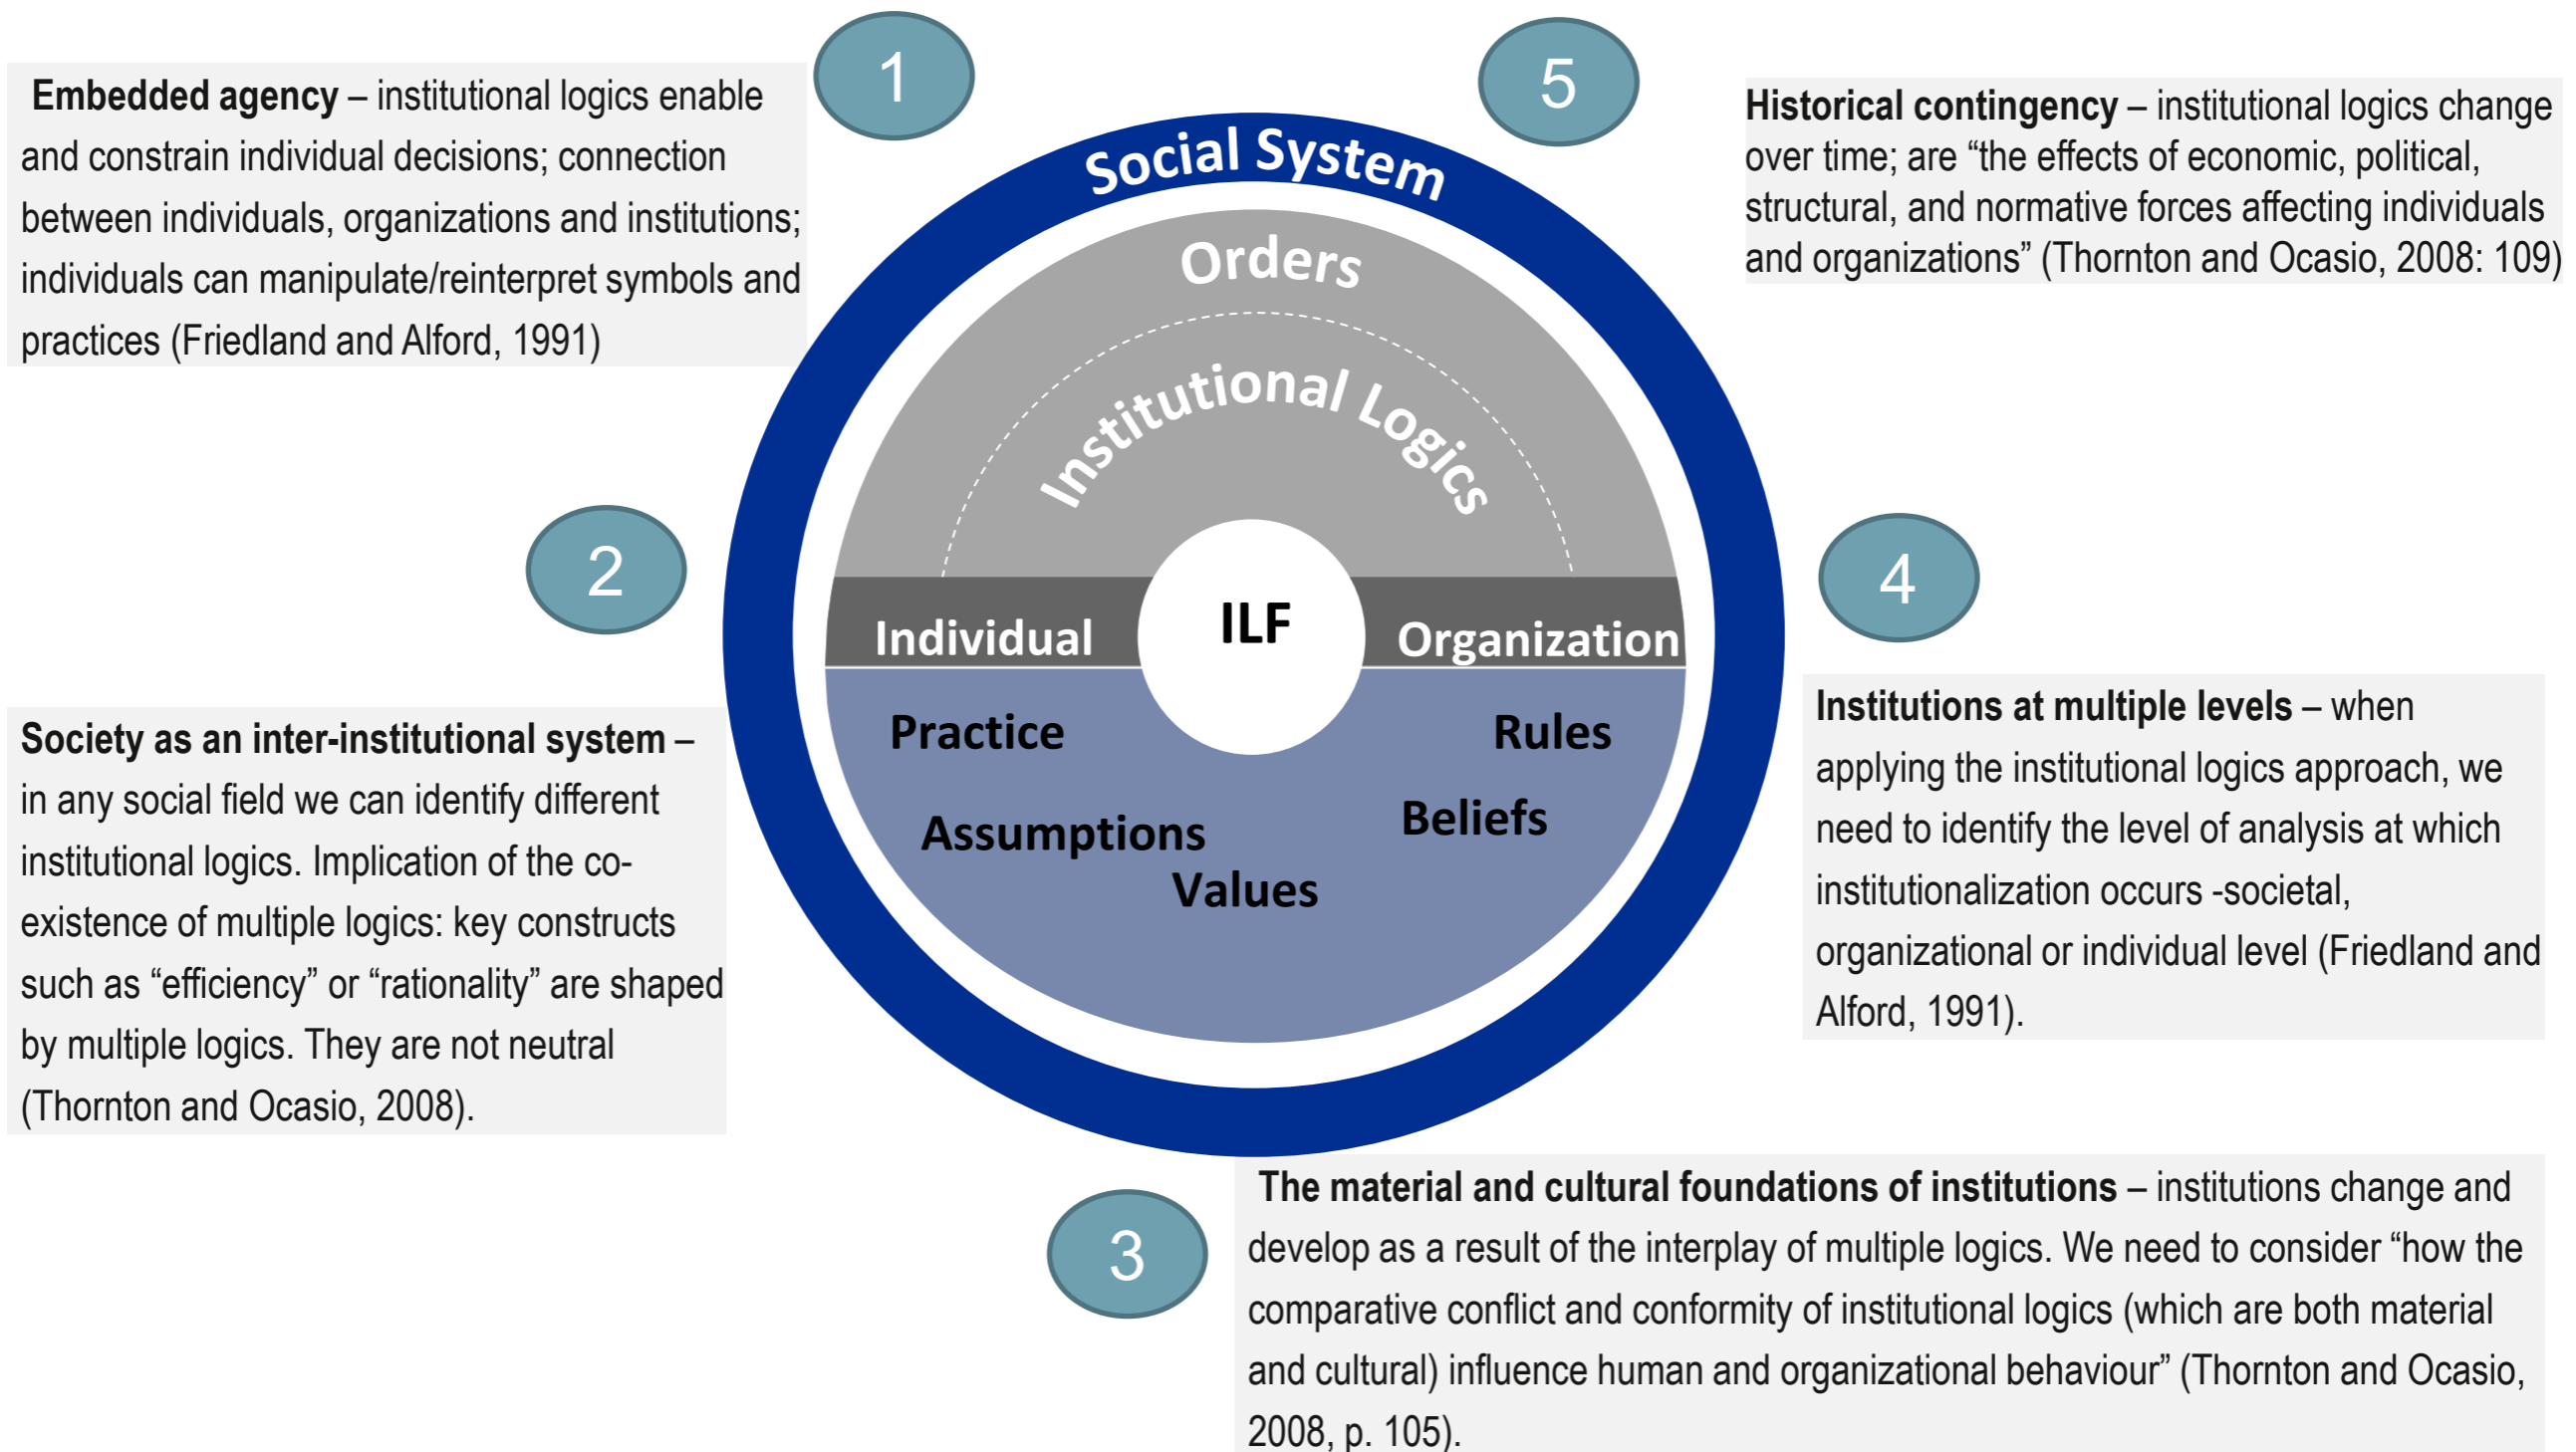 1
Embedded agency – institutional logics enable
and constrain individual decisions; connection
between individuals, organizations and institutions;
individuals can manipulate/reinterpret symbols and
practices (Friedland and Alford, 1991)
2
Society as an inter-institutional system –
in any social field we can identify different
institutional logics. Implication of the co-
existence of multiple logics: key constructs
such as “efficiency” or “rationality” are shaped
by multiple logics. They are not neutral
(Thornton and Ocasio, 2008).
Social System
Orders
Institutional Logics
ILF
Individual
Organization
Practice
Rules
Assumptions
Beliefs
Values
3
The material and cultural foundations of institutions – institutions change and
develop as a result of the interplay of multiple logics. We need to consider “how the
comparative conflict and conformity of institutional logics (which are both material
and cultural) influence human and organizational behaviour” (Thornton and Ocasio,
2008, p. 105).
4
Institutions at multiple levels – when
applying the institutional logics approach, we
need to identify the level of analysis at which
institutionalization occurs -societal,
organizational or individual level (Friedland and
Alford, 1991).
5
Historical contingency – institutional logics change
over time; are “the effects of economic, political,
structural, and normative forces affecting individuals
and organizations” (Thornton and Ocasio, 2008: 109)